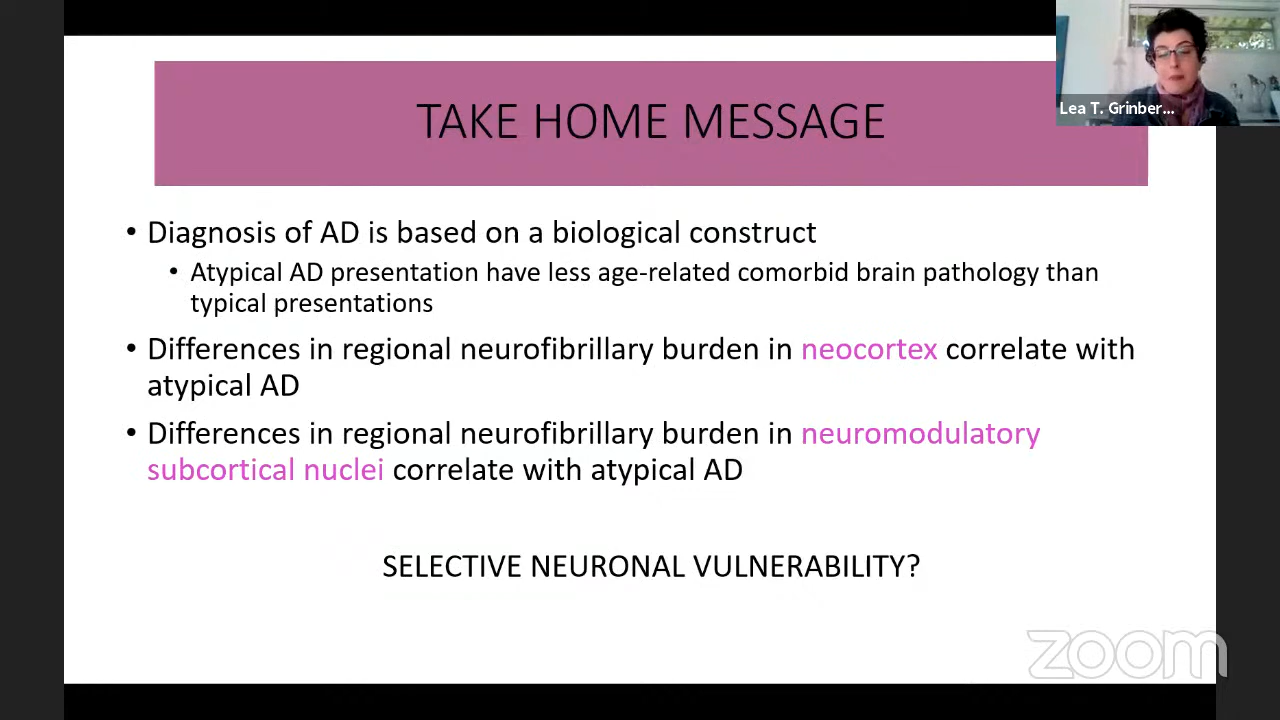 TAKE HOME MESSAGE
Lea T. Grinber...
• Diagnosis of AD is based on a biological construct
• Atypical AD presentation have less age-related comorbid brain pathology than
typical presentations
• Differences in regional neurofibrillary burden in neocortex correlate with
atypical AD
• Differences in regional neurofibrillary burden in neuromodulatory
subcortical nuclei correlate with atypical AD
SELECTIVE NEURONAL VULNERABILITY?
zoom